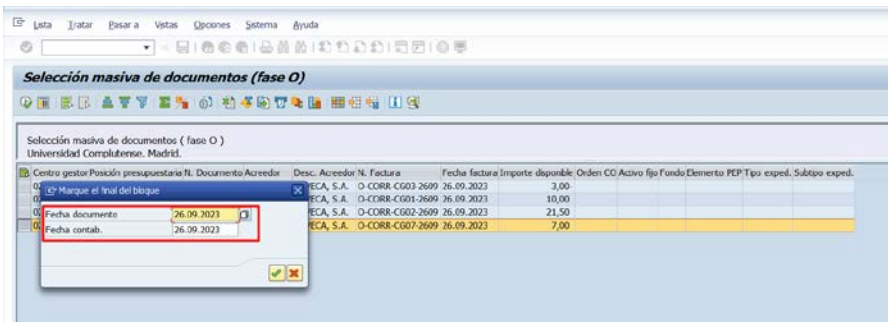 Lista Tratar Pasar a Vistas Opciones Sistema Ayuda
Selección masiva de documentos (fase O)
Selección masiva de documentos ( fase O )
Universidad Complutense. Madrid.
Centro gestor Posición presupuestaria N. Documento Acreedor Desc. Acreedor N. Factura Fecha factura Importe disponible Orden CO Activo fijo Fondo Elemento PEP Tipo exped. Subtipo exped.
ECA, S.A. O-CORR-CG03-2609 26.09.2023 3,00-
ECA, S.A. O-CORR-CG01-2609 26.09.2023 10,00
ECA, S.A. O-CORR-CG02-2609 26.09.2023 21,50
ECA, S.A. O-CORR-CG07-2609 26.09.2023 7,00
Marque el final del bloque
Fecha documento 26.09.2023
Fecha contab. 26.09.2023